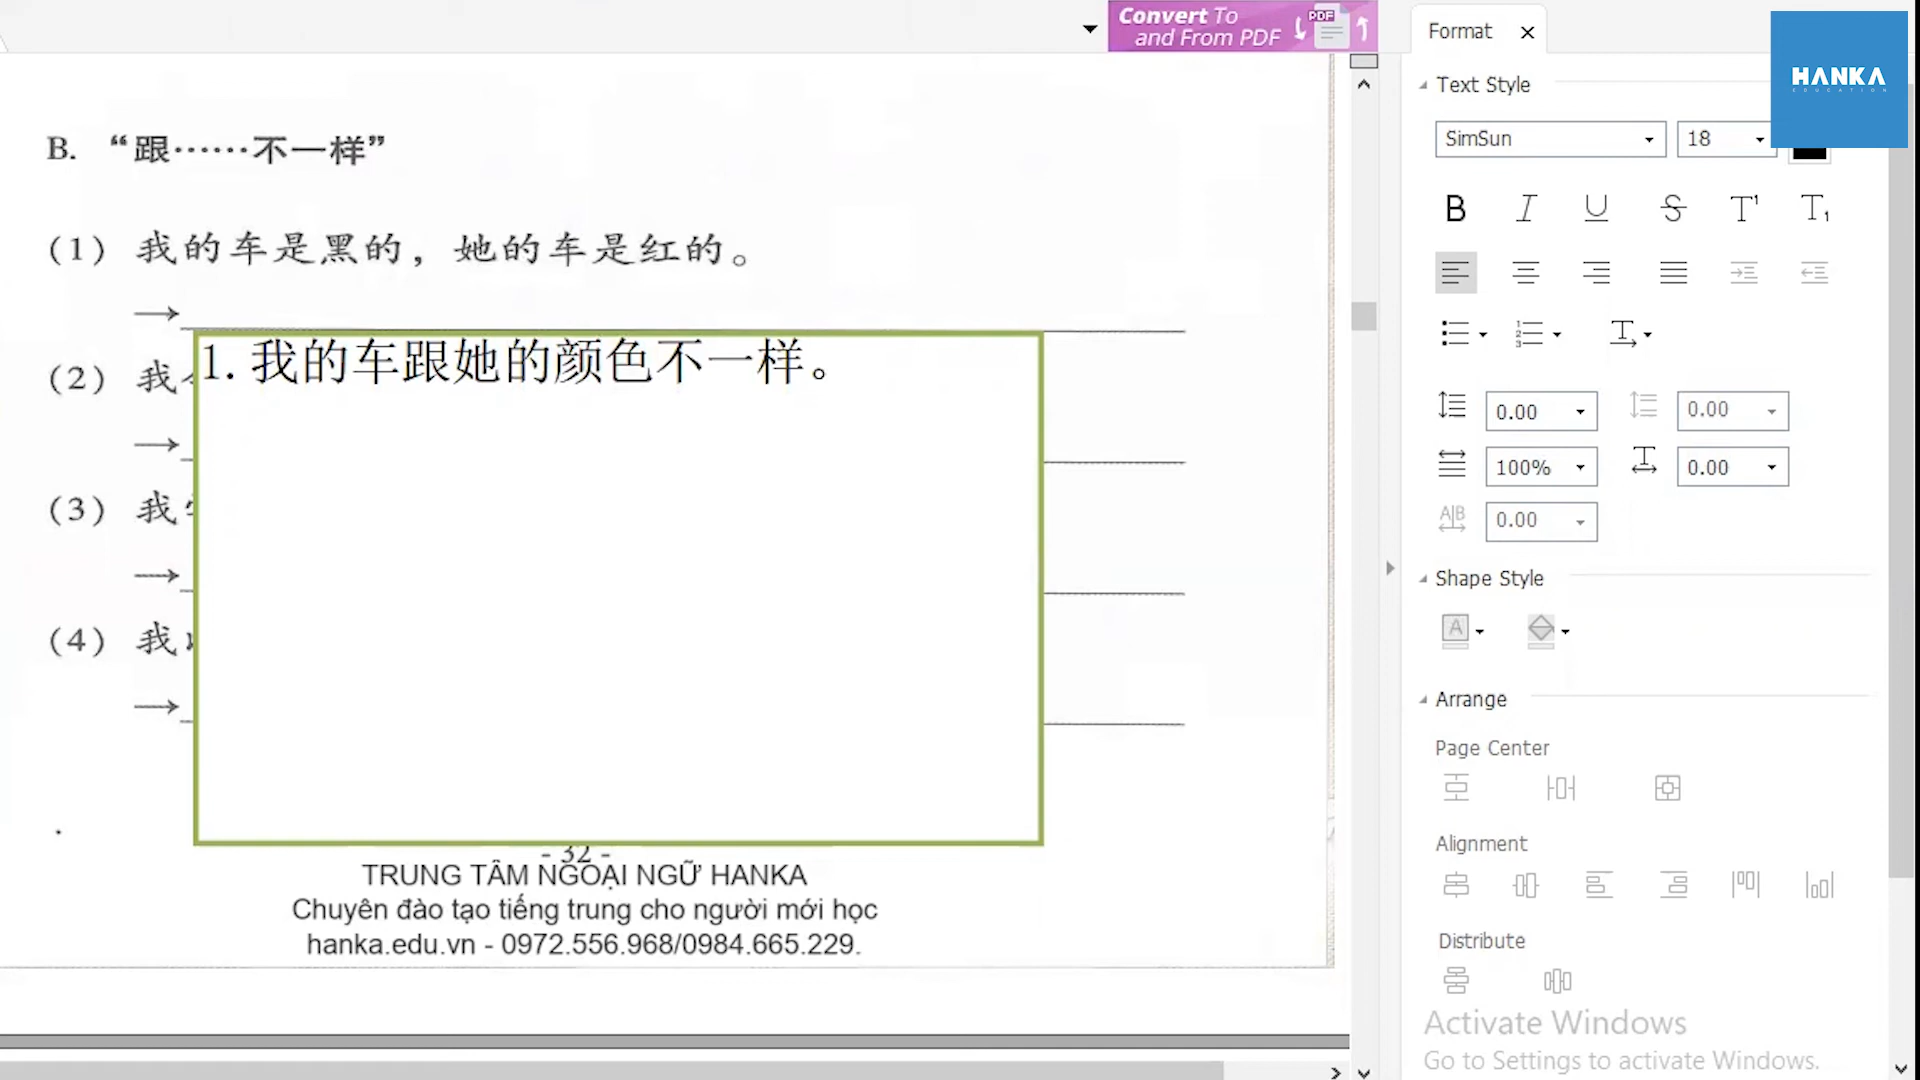 Convert To
and From PDF
PDF
Format
HANKA
EDUCATION
Text Style
SimSun
18
B. “跟……不一样”
(1) 我的车是黑的，她的车是红的。
→
1. 我的车跟她的颜色不一样。
(2) 我
→
(3) 我
→
(4) 我
→
0.00
0.00
100%
0.00
0.00
Shape Style
Arrange
Page Center
Alignment
Distribute
- 32 -
TRUNG TÂM NGOẠI NGỮ HANKA
Chuyên đào tạo tiếng trung cho người mới học
hanka.edu.vn - 0972.556.968/0984.665.229.
Activate Windows
Go to Settings to activate Windows.